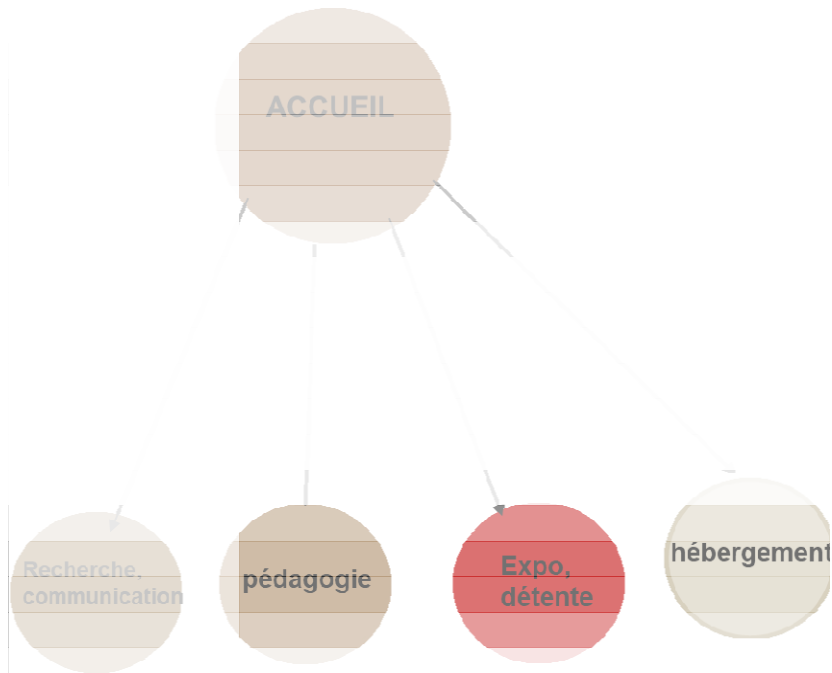 ACCUEIL
Recherche,
communication
pédagogie
Expo,
détente
hébergement